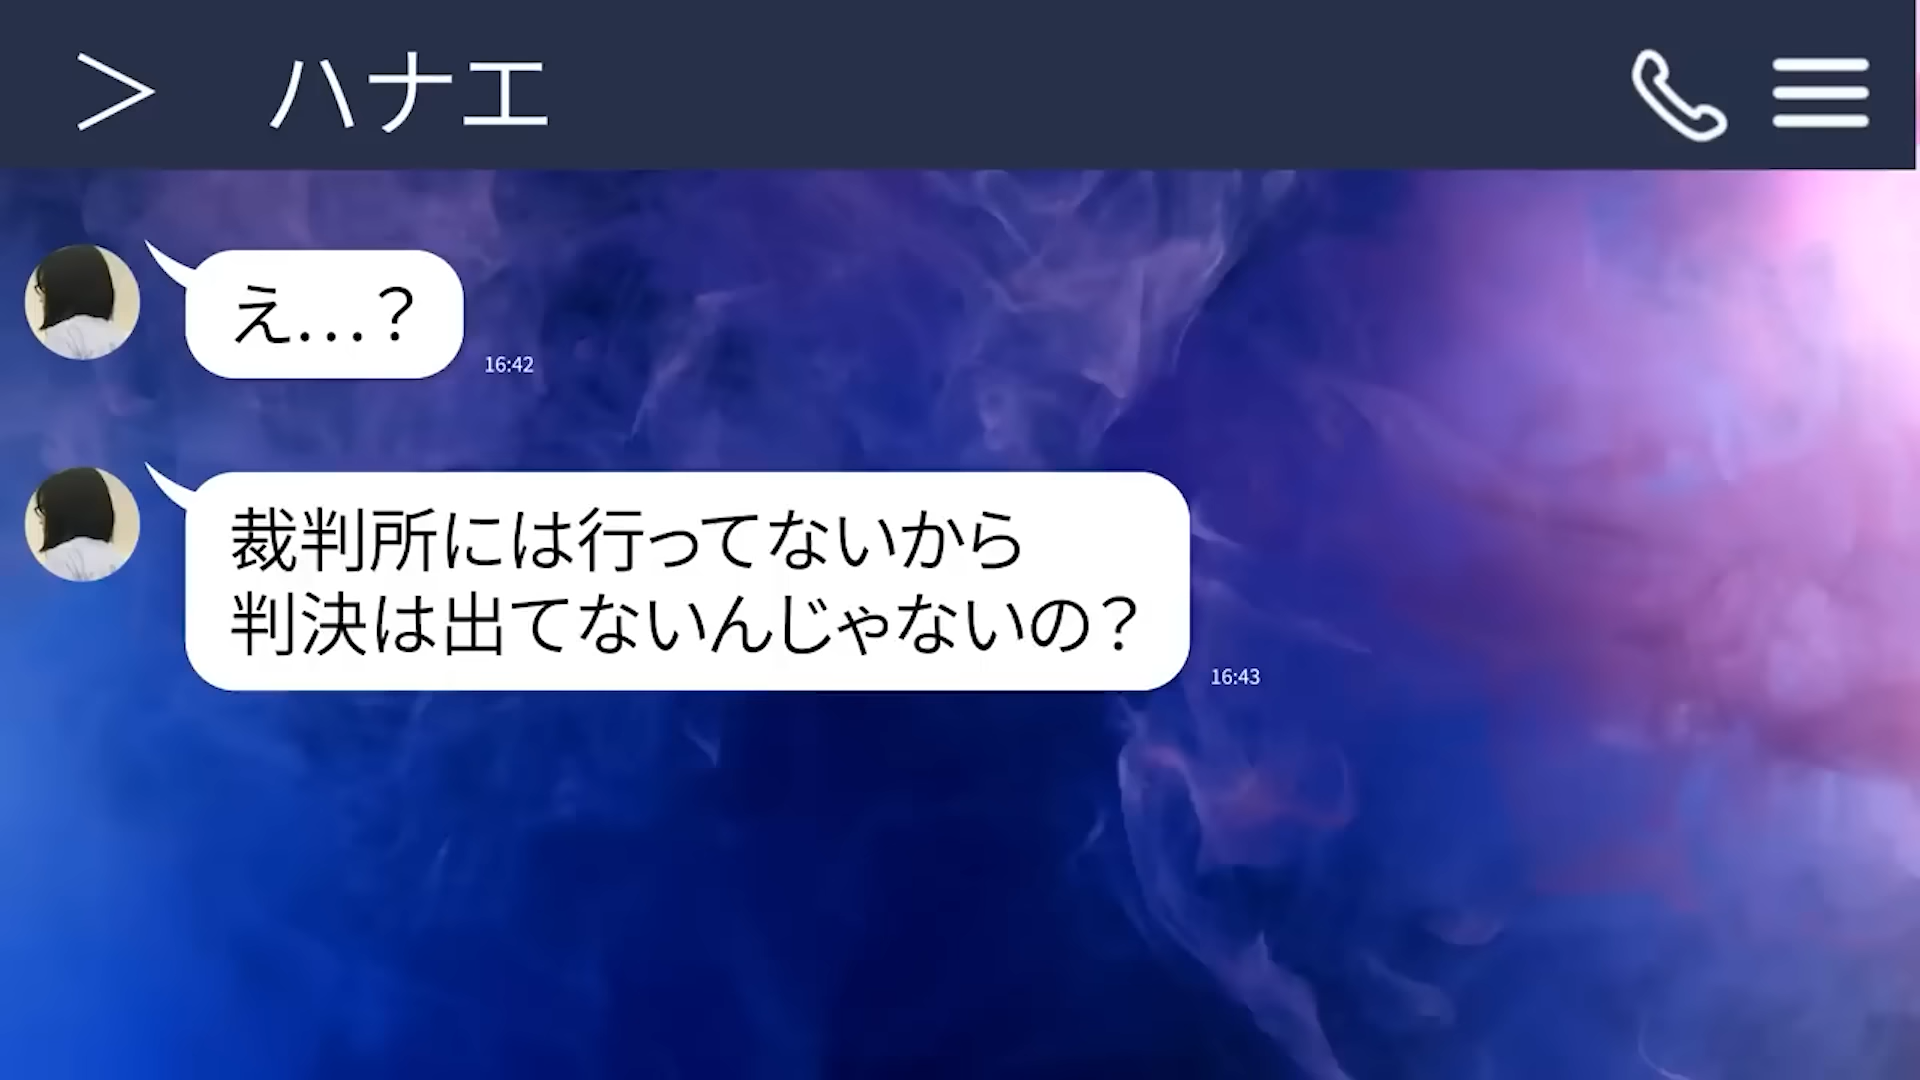 ＞ ハナエ
え…？
16:42
裁判所には行ってないから
判決は出てないんじゃないの？
16:43